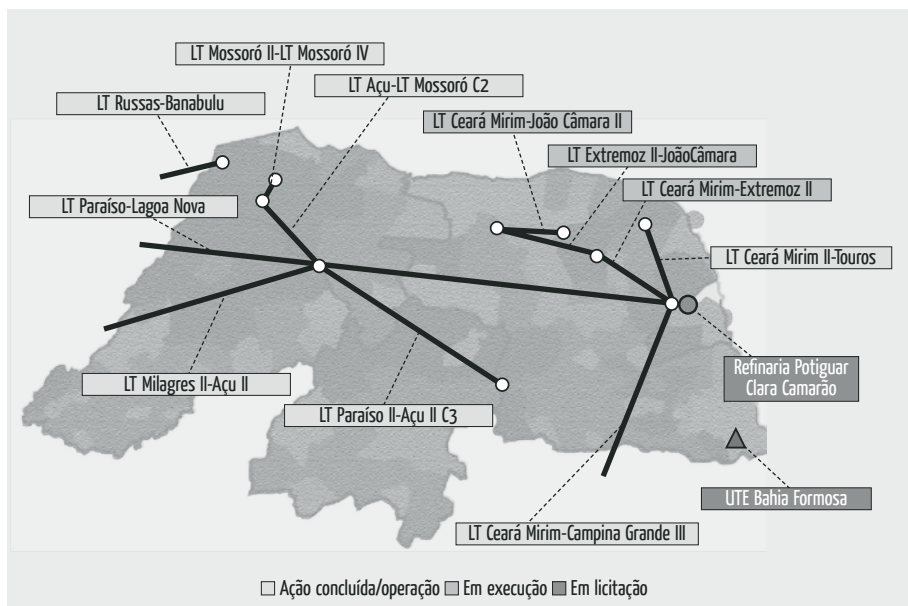 LT Mossoró II-LT Mossoró IV
LT Açu-LT Mossoró C2
LT Russas-Banabulu
LT Ceará Mirim-João Câmara II
LT Extremoz II-JoãoCâmara
LT Ceará Mirim-Extremoz II
LT Paraíso-Lagoa Nova
LT Ceará Mirim II-Touros
Refinaria Potiguar
Clara Camarão
LT Milagres II-Açu II
LT Paraíso II-Açu II C3
UTE Bahia Formosa
LT Ceará Mirim-Campina Grande III
Ação concluída/operação Em execução Em licitação